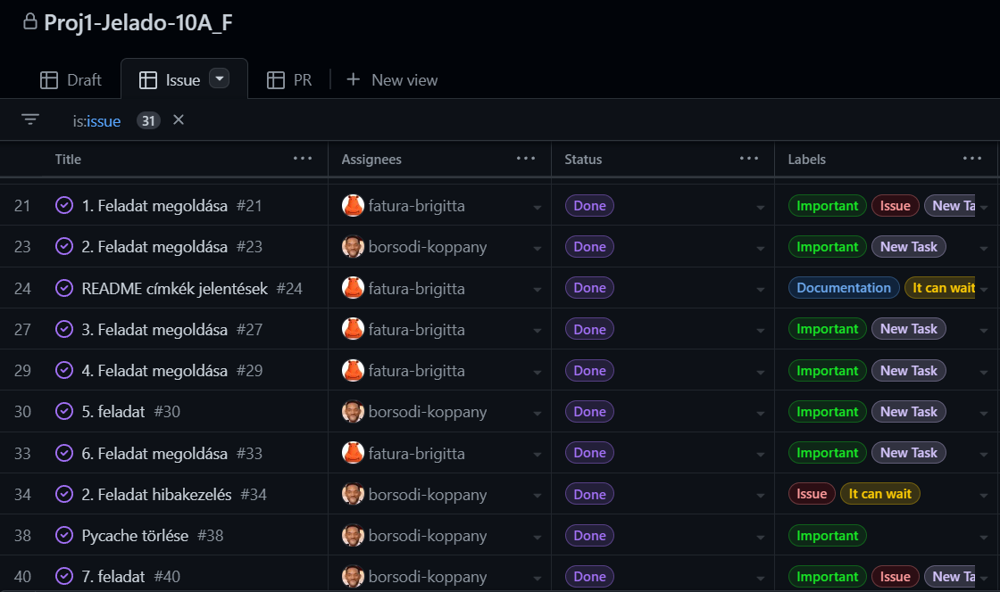 Proj1-Jelado-10A_F
Draft Issue PR New view
is:issue 31
Title Assignees Status Labels
21 1. Feladat megoldása #21 fatura-brigitta Done Important Issue New Ta
23 2. Feladat megoldása #23 borsodi-koppany Done Important New Task
24 README címkék jelentések #24 fatura-brigitta Done Documentation It can wait
27 3. Feladat megoldása #27 fatura-brigitta Done Important New Task
29 4. Feladat megoldása #29 fatura-brigitta Done Important New Task
30 5. feladat #30 borsodi-koppany Done Important New Task
33 6. Feladat megoldása #33 fatura-brigitta Done Important New Task
34 2. Feladat hibakezelés #34 borsodi-koppany Done Issue It can wait
38 Pycache törlése #38 borsodi-koppany Done Important
40 7. feladat #40 borsodi-koppany Done Important Issue New Ta